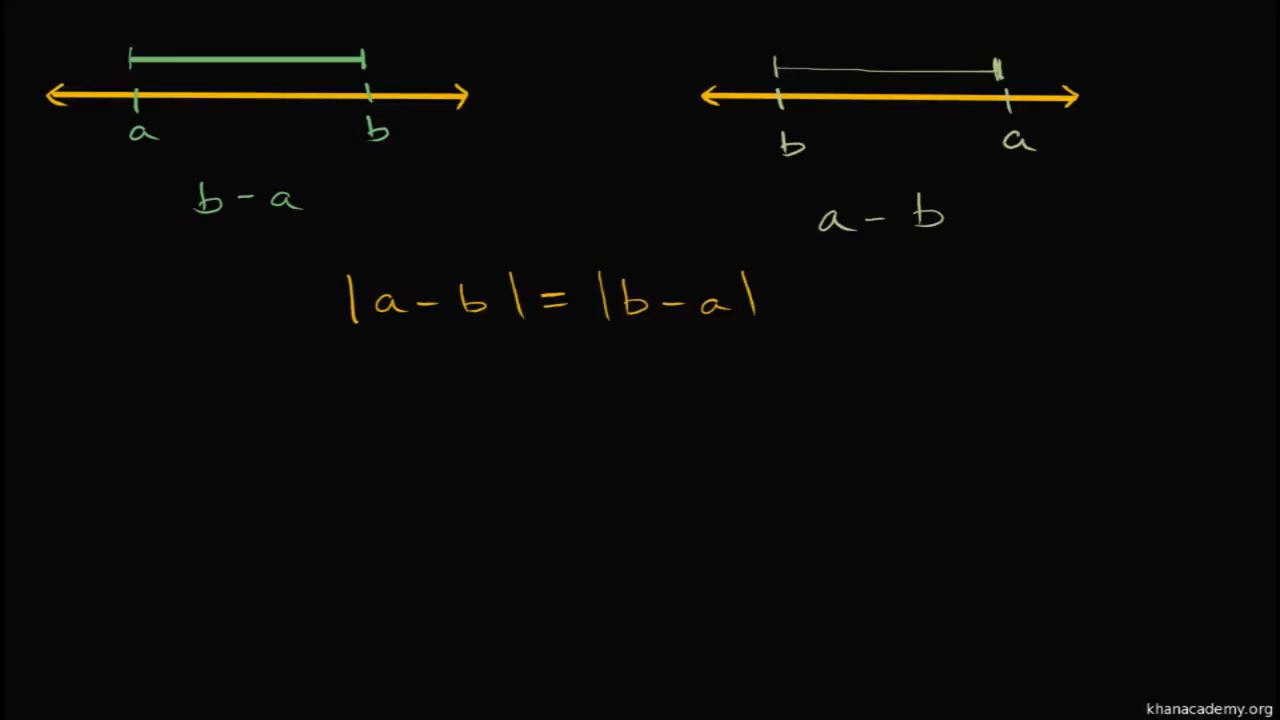 a b
b a
b - a
a - b
|a - b| = |b - a|
khanacademy.org